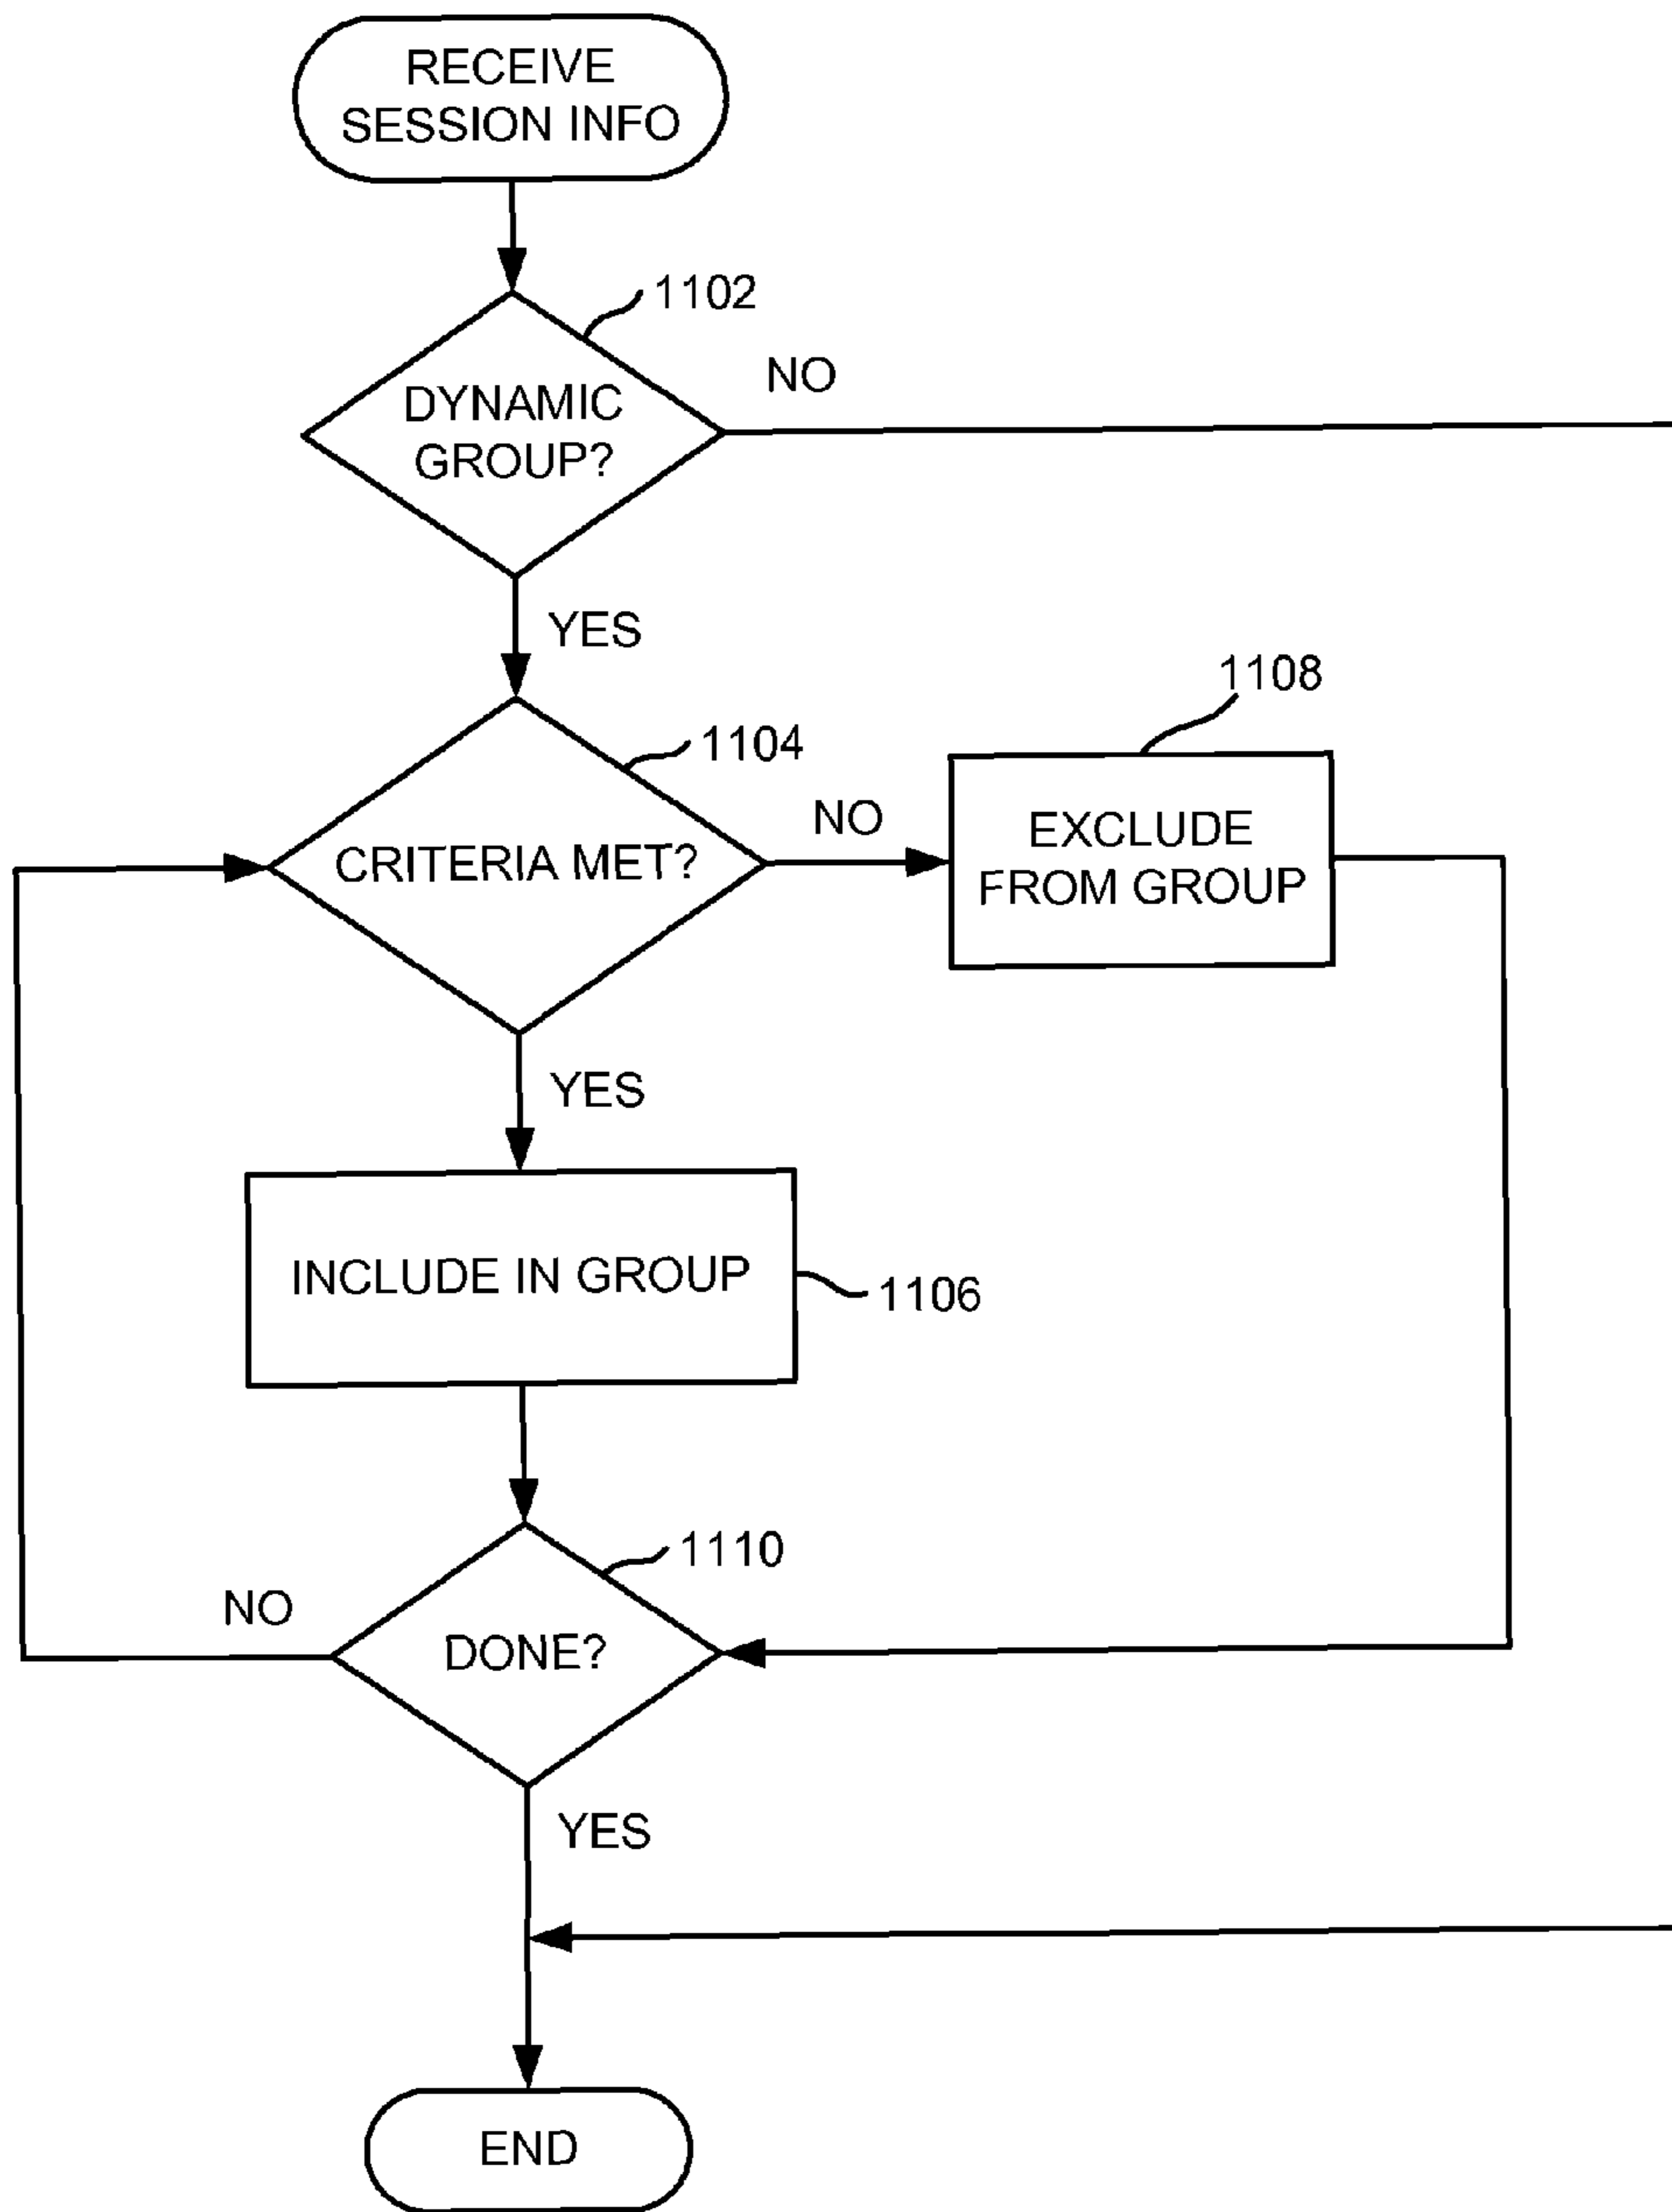 RECEIVE
SESSION INFO
1102
NO
DYNAMIC
GROUP?
YES
1108
1104
NO
EXCLUDE
FROM GROUP
CRITERIA MET?
YES
INCLUDE IN GROUP
1106
1110
NO
DONE?
YES
END